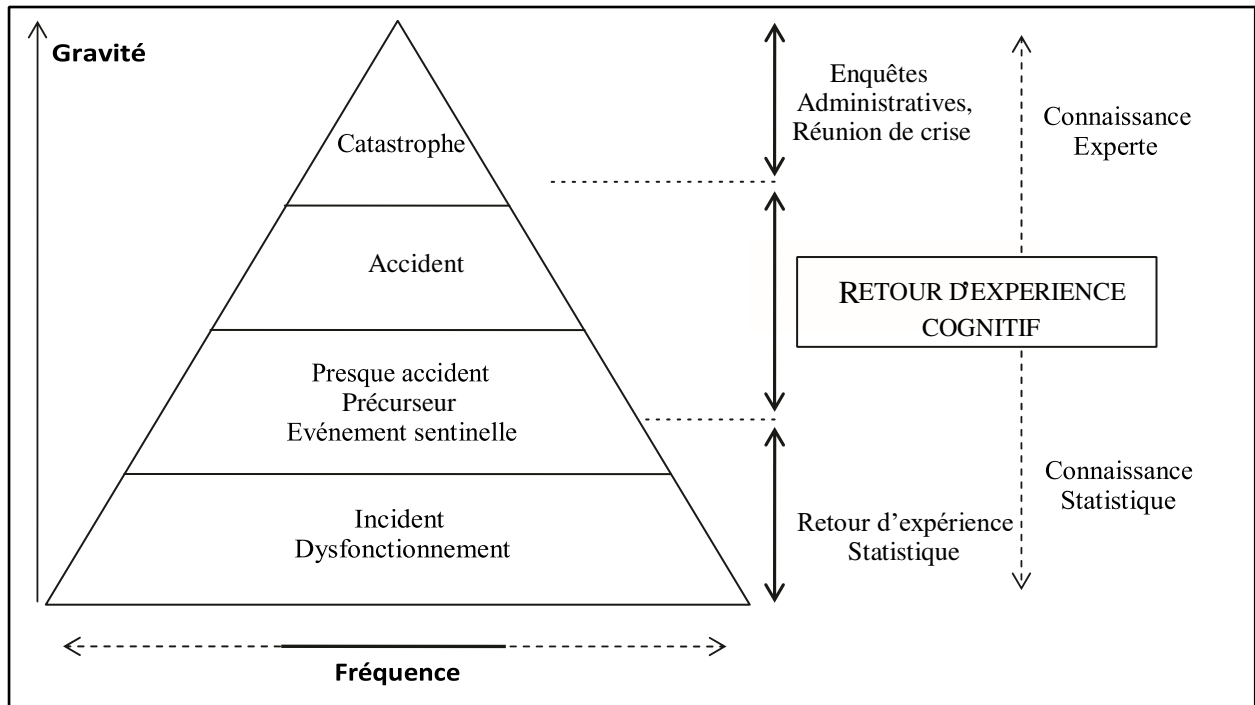 Gravité
Catastrophe
Accident
Presque accident
Précurseur
Evénement sentinelle
Incident
Dysfonctionnement
Fréquence
Enquêtes
Administratives,
Réunion de crise
RETOUR D'EXPERIENCE
COGNITIF
Retour d’expérience
Statistique
Connaissance
Experte
Connaissance
Statistique